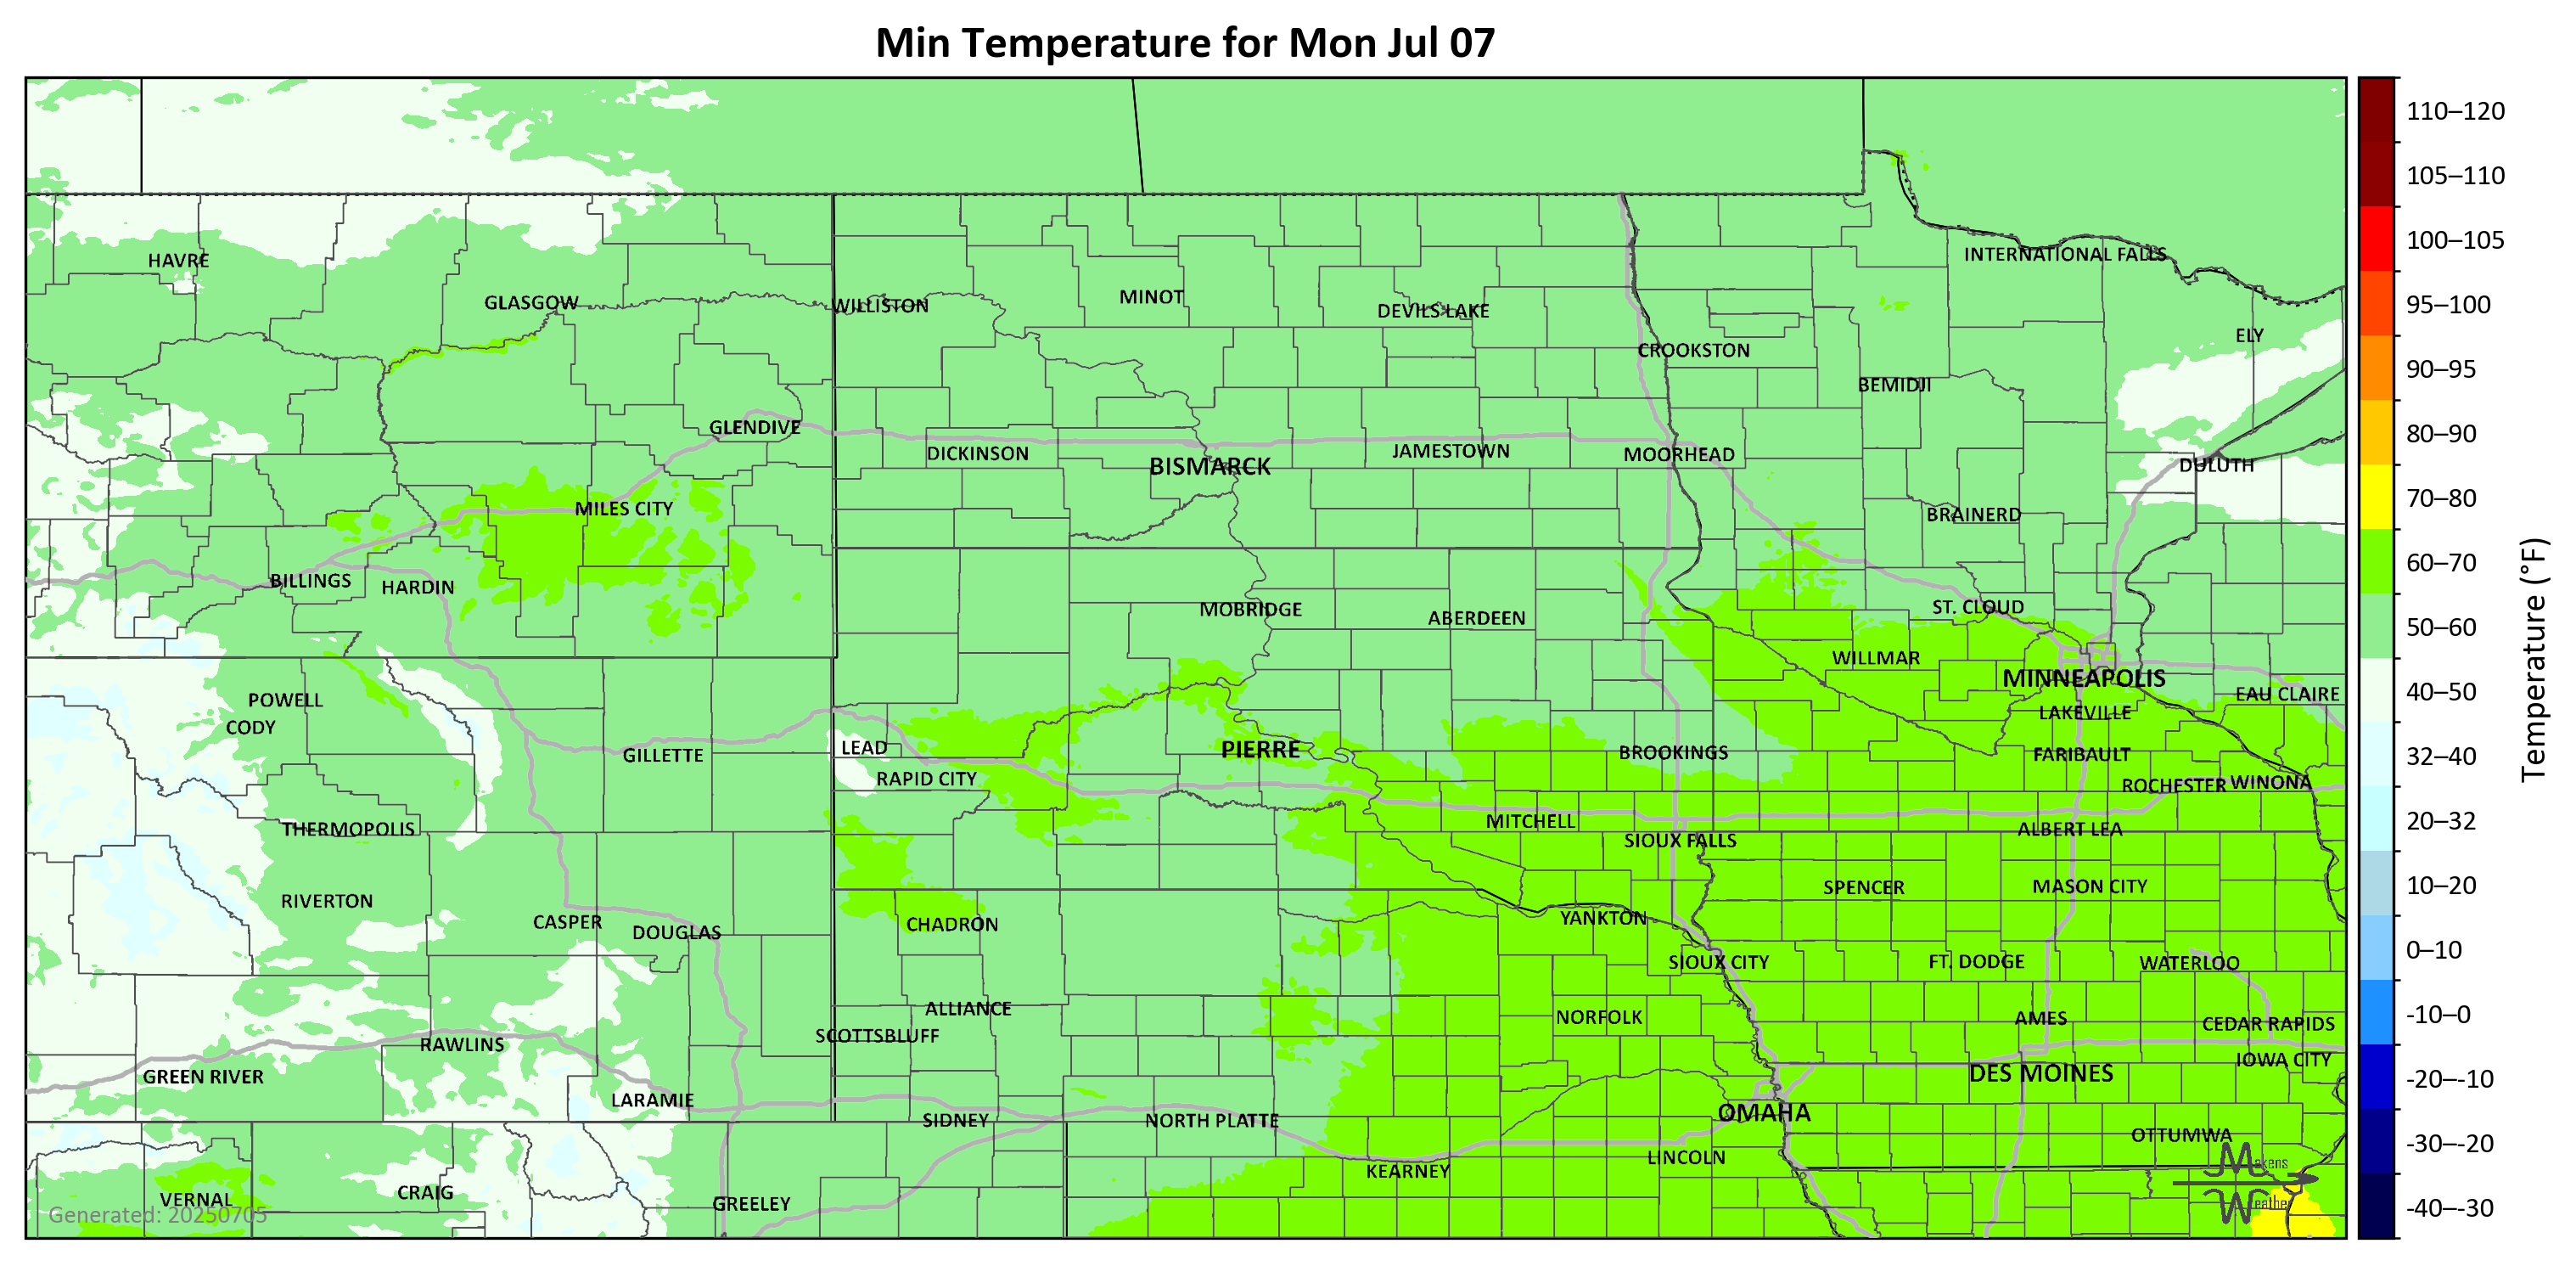 Min Temperature for Mon Jul 07
110–120
105–110
100–105
95–100
90–95
80–90
70–80
60–70
50–60
40–50
32–40
20–32
10–20
0–10
-10–0
-20–-10
-30–-20
-40–-30
Temperature (°F)
HAVRE
INTERNATIONAL FALLS
GLASGOW
WILLISTON
MINOT
DEVILS LAKE
ELY
CROOKSTON
BEMIDJI
GLENDIVE
DICKINSON
BISMARCK
JAMESTOWN
MOORHEAD
DULUTH
MILES CITY
BRAINERD
BILLINGS
HARDIN
MOBRIDGE
ABERDEEN
ST. CLOUD
WILLMAR
MINNEAPOLIS
POWELL
EAU CLAIRE
CODY
LAKEVILLE
GILLETTE
LEAD
PIERRE
BROOKINGS
FARIBAULT
RAPID CITY
ROCHESTER
WINONA
THERMOPOLIS
MITCHELL
ALBERT LEA
SIOUX FALLS
RIVERTON
SPENCER
MASON CITY
CASPER
DOUGLAS
CHADRON
YANKTON
SIOUX CITY
FT. DODGE
WATERLOO
ALLIANCE
NORFOLK
AMES
CEDAR RAPIDS
SCOTTSBLUFF
RAWLINS
IOWA CITY
GREEN RIVER
DES MOINES
LARAMIE
SIDNEY
NORTH PLATTE
OMAHA
OTTUMWA
LINCOLN
KEARNEY
VERNAL
CRAIG
GREELEY
Makens
Weather
Generated: 20250705